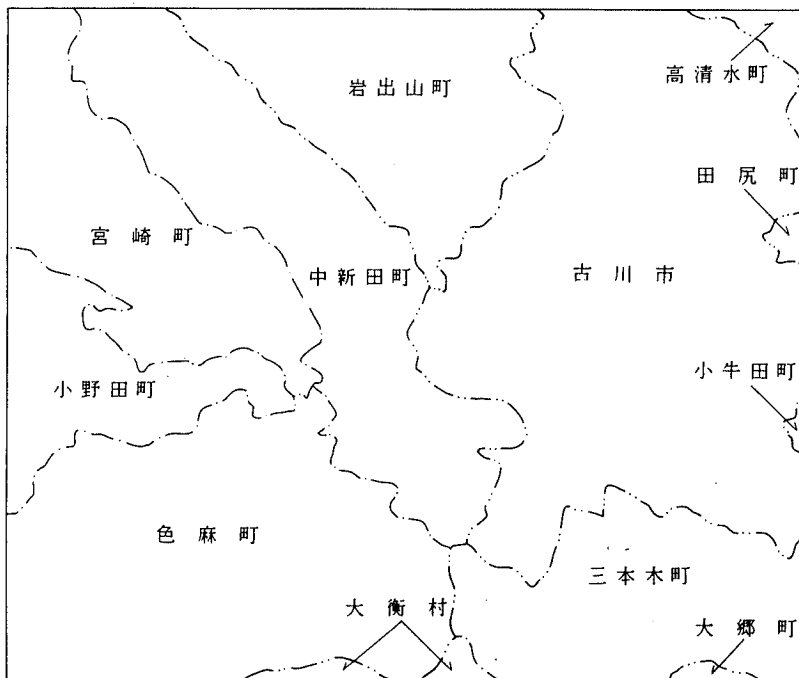 岩出山町
高清水町
田尻町
宮崎町
中新田町
古川市
小野田町
小牛田町
色麻町
三本木町
大衡村
大郷町